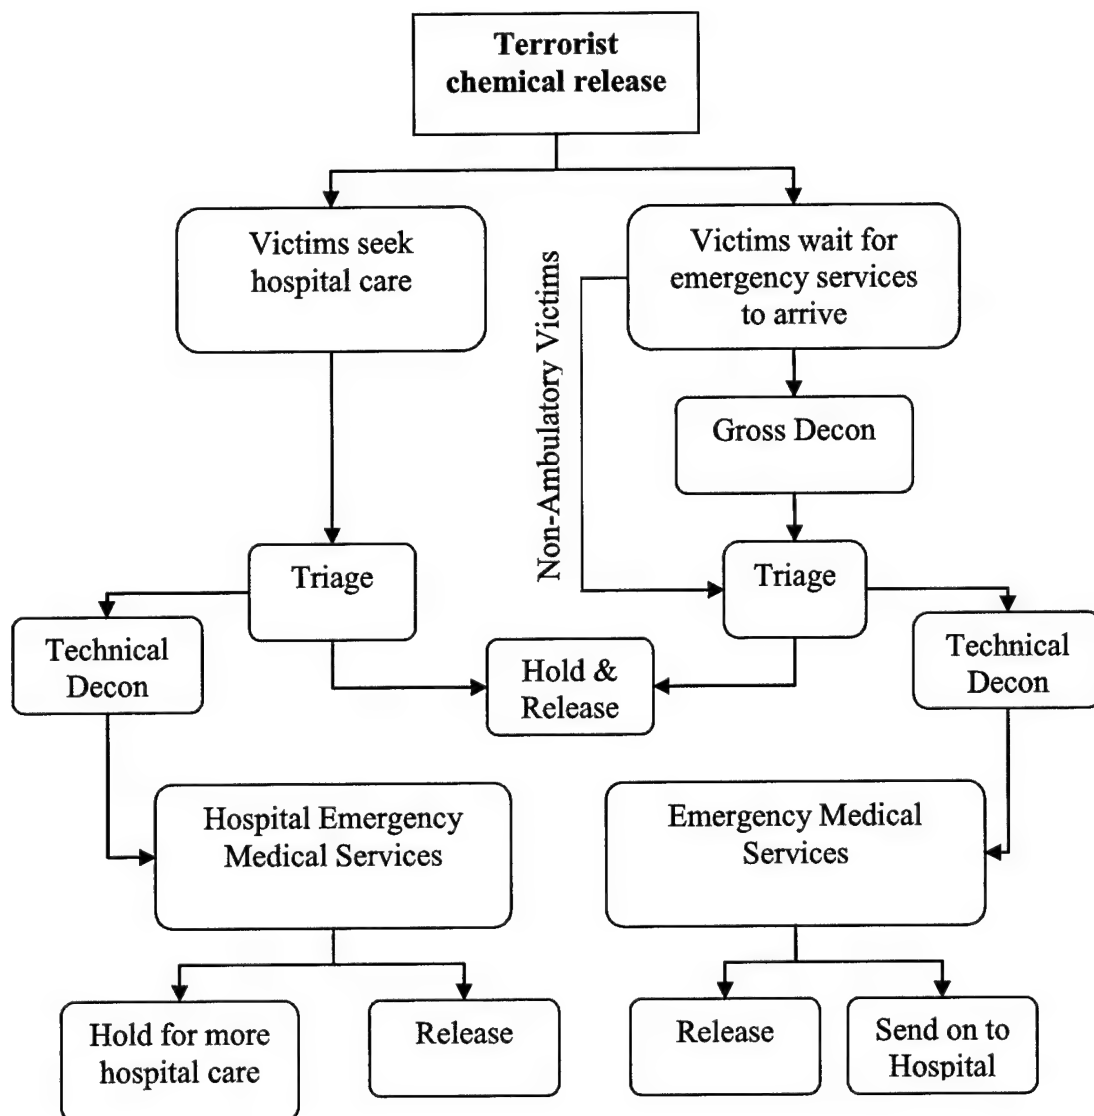 Terrorist
chemical release
Victims seek
hospital care
Victims wait for
emergency services
to arrive
Non-Ambulatory Victims
Gross Decon
Triage
Triage
Technical
Decon
Hold &
Release
Technical
Decon
Hospital Emergency
Medical Services
Emergency Medical
Services
Hold for more
hospital care
Release
Release
Send on to
Hospital